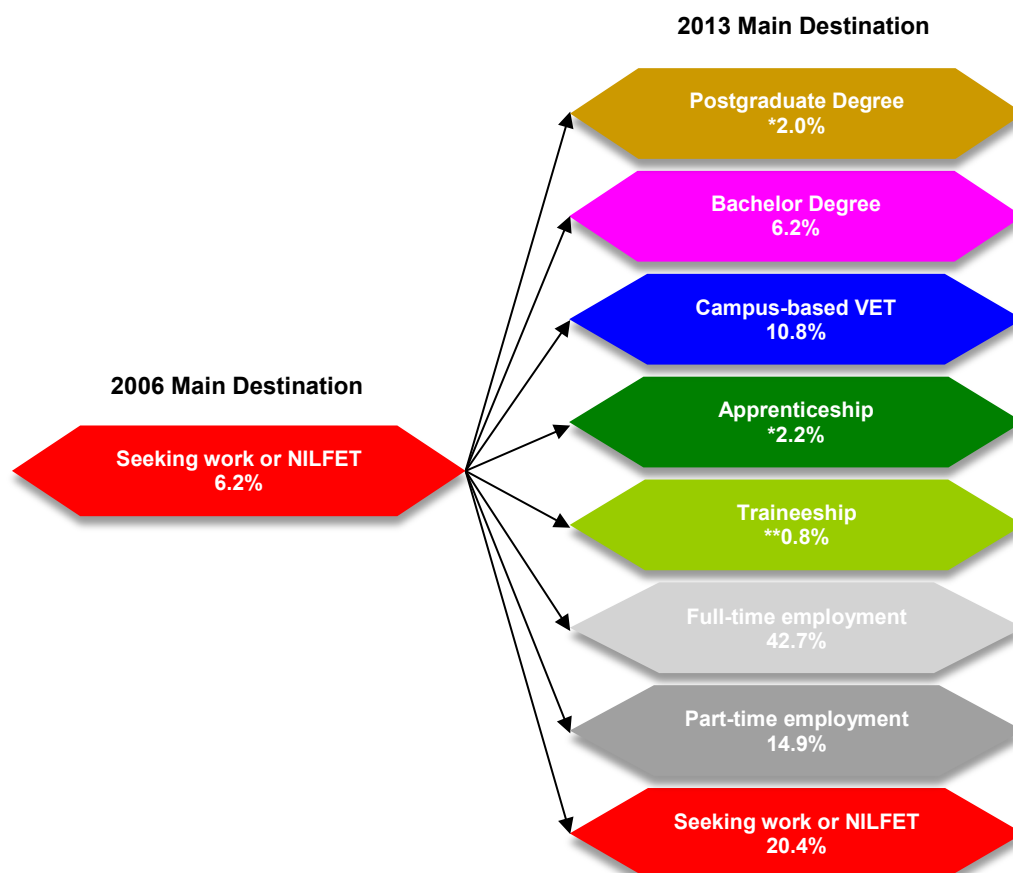 2013 Main Destination
Postgraduate Degree
*2.0%
Bachelor Degree
6.2%
Campus-based VET
10.8%
2006 Main Destination
Apprenticeship
*2.2%
Seeking work or NILFET
6.2%
Traineeship
**0.8%
Full-time employment
42.7%
Part-time employment
14.9%
Seeking work or NILFET
20.4%